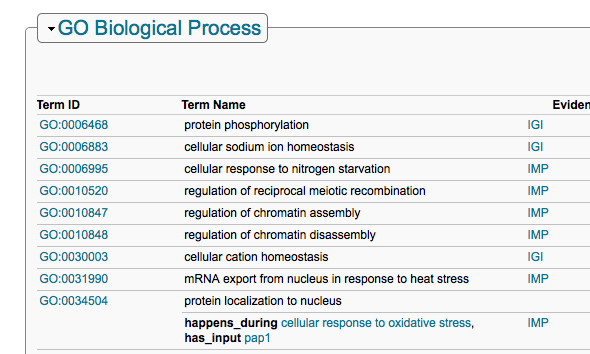 GO Biological Process
Term ID Term Name Eviden
GO:0006468 protein phosphorylation IGI
GO:0006883 cellular sodium ion homeostasis IGI
GO:0006995 cellular response to nitrogen starvation IMP
GO:0010520 regulation of reciprocal meiotic recombination IMP
GO:0010847 regulation of chromatin assembly IMP
GO:0010848 regulation of chromatin disassembly IMP
GO:0030003 cellular cation homeostasis IGI
GO:0031990 mRNA export from nucleus in response to heat stress IMP
GO:0034504 protein localization to nucleus
happens_during cellular response to oxidative stress, IMP
has_input pap1